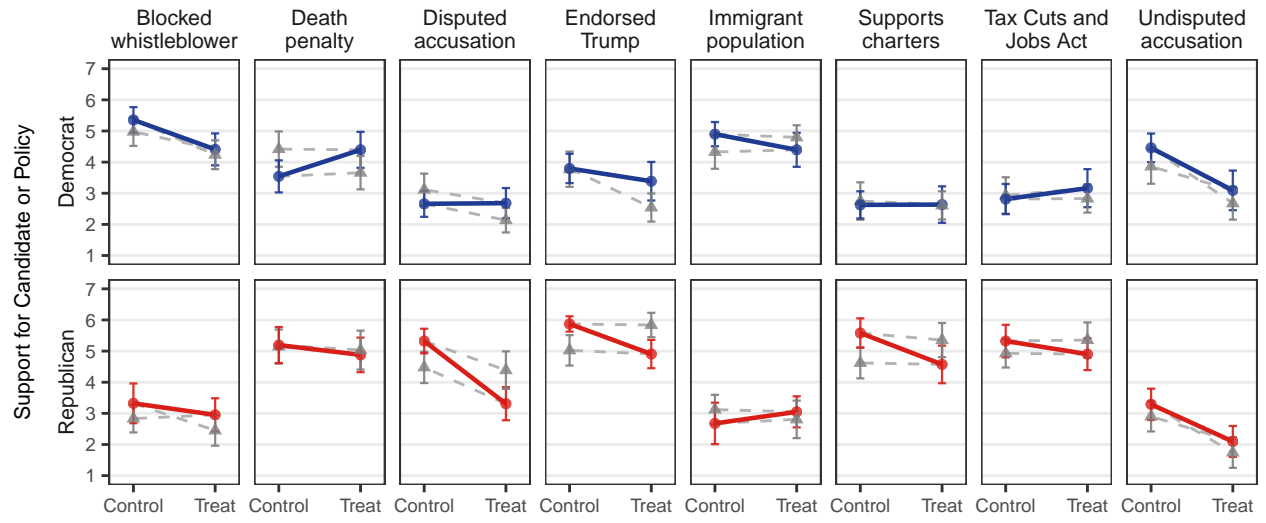 Blocked
whistleblower
Death
penalty
Disputed
accusation
Endorsed
Trump
Immigrant
population
Supports
charters
Tax Cuts and
Jobs Act
Undisputed
accusation
Support for Candidate or Policy
Democrat
7
6
5
4
3
2
1
Republican
7
6
5
4
3
2
1
Control Treat Control Treat Control Treat Control Treat Control Treat Control Treat Control Treat Control Treat